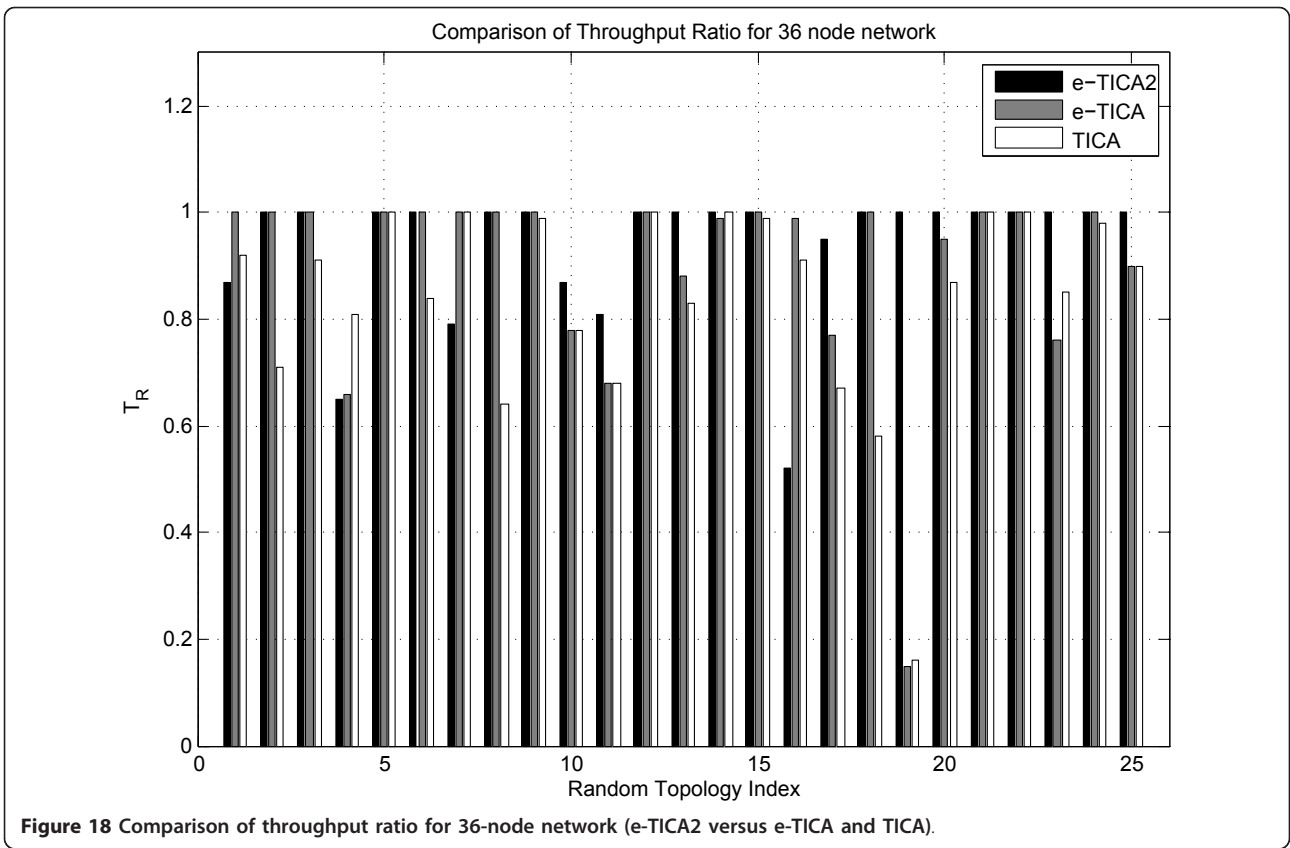 Comparison of Throughput Ratio for 36 node network
e−TICA2
e−TICA
TICA
1.2
1
0.8
0.6
0.4
0.2
0
T_R
0 5 10 15 20 25
Random Topology Index
Figure 18 Comparison of throughput ratio for 36-node network (e-TICA2 versus e-TICA and TICA).